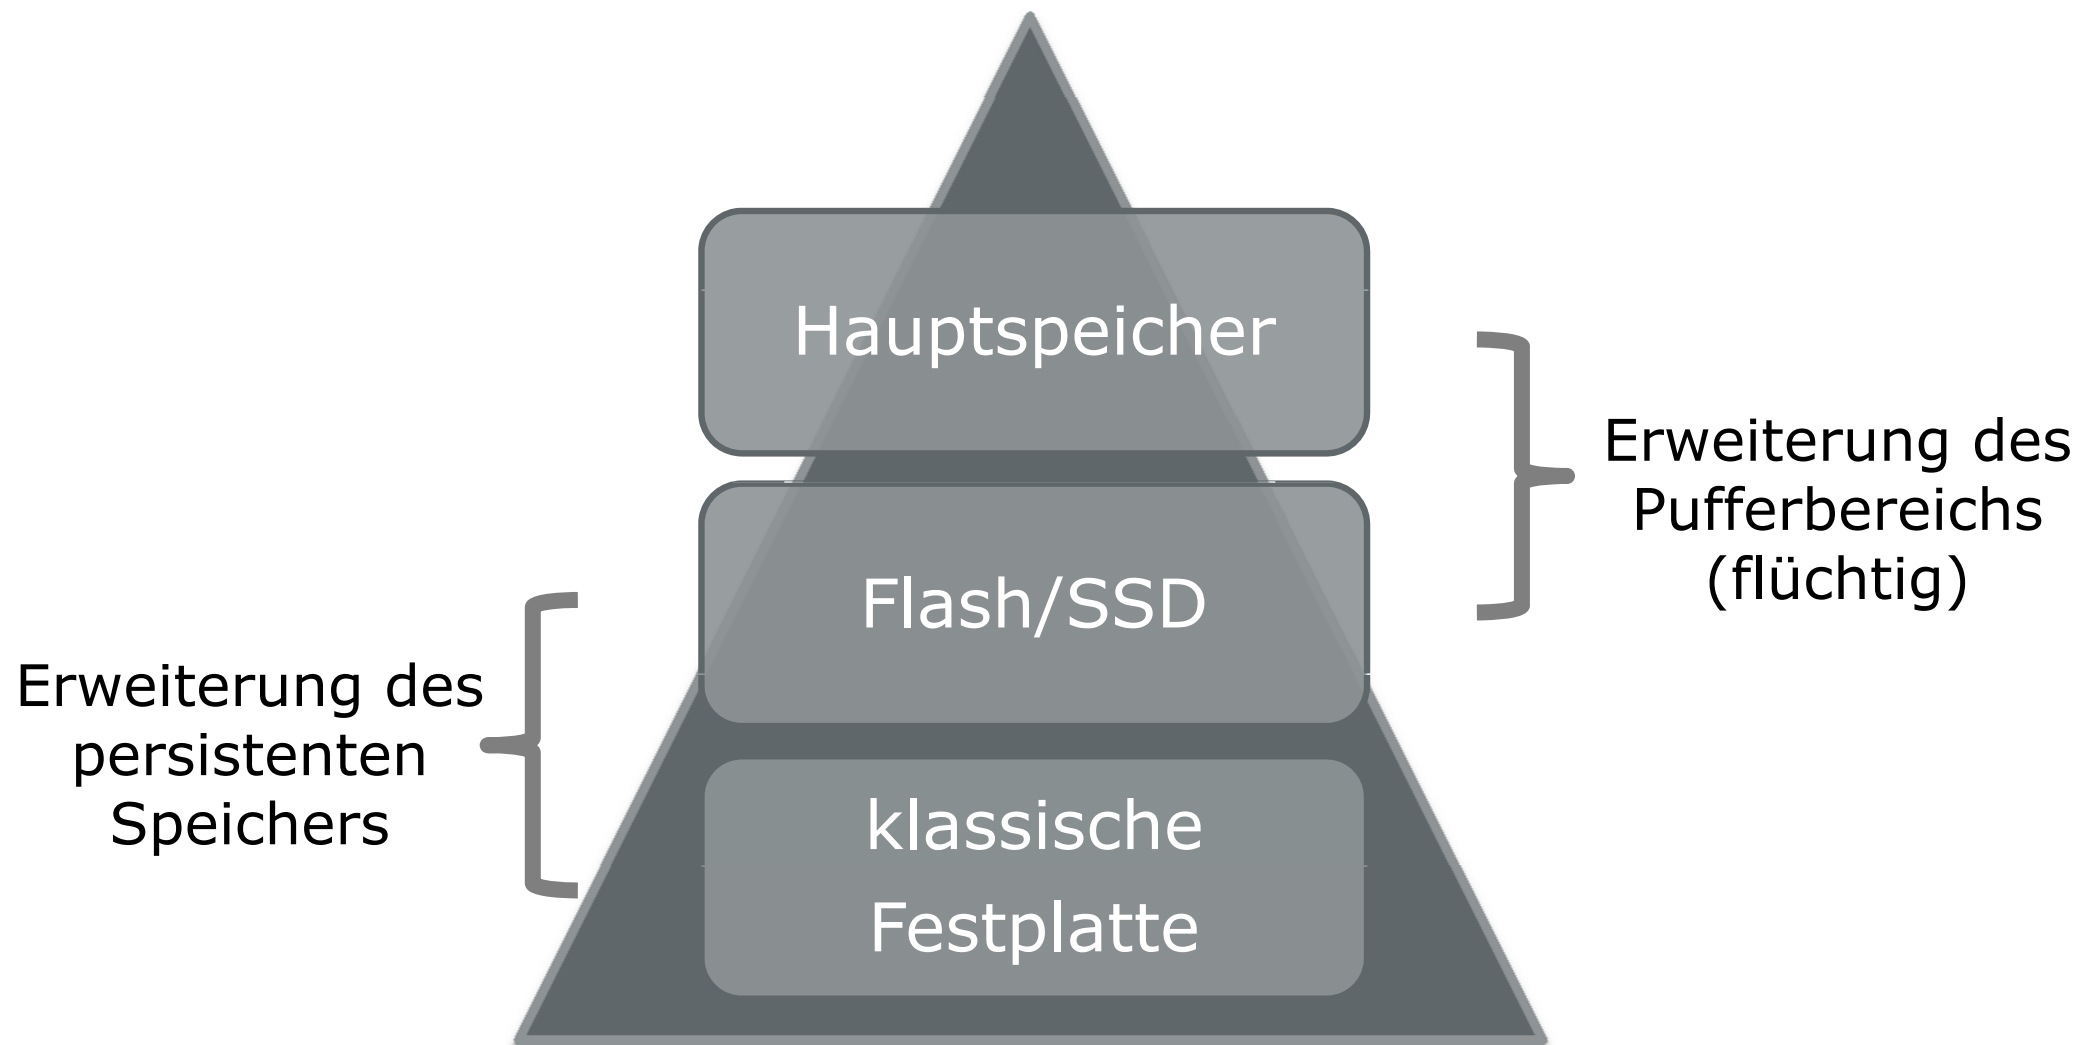 Hauptspeicher
Erweiterung des
Pufferbereichs
(flüchtig)
Flash/SSD
Erweiterung des
persistenten
Speichers
klassische
Festplatte